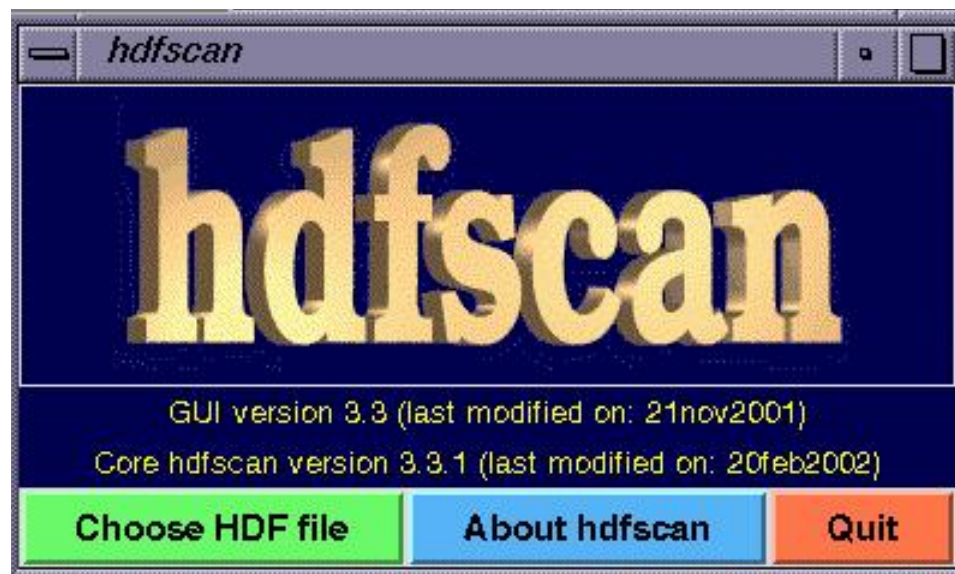 hdfscan
hdfscan
GUI version 3.3 (last modified on: 21nov2001)
Core hdfscan version 3.3.1 (last modified on: 20feb2002)
Choose HDF file About hdfscan Quit